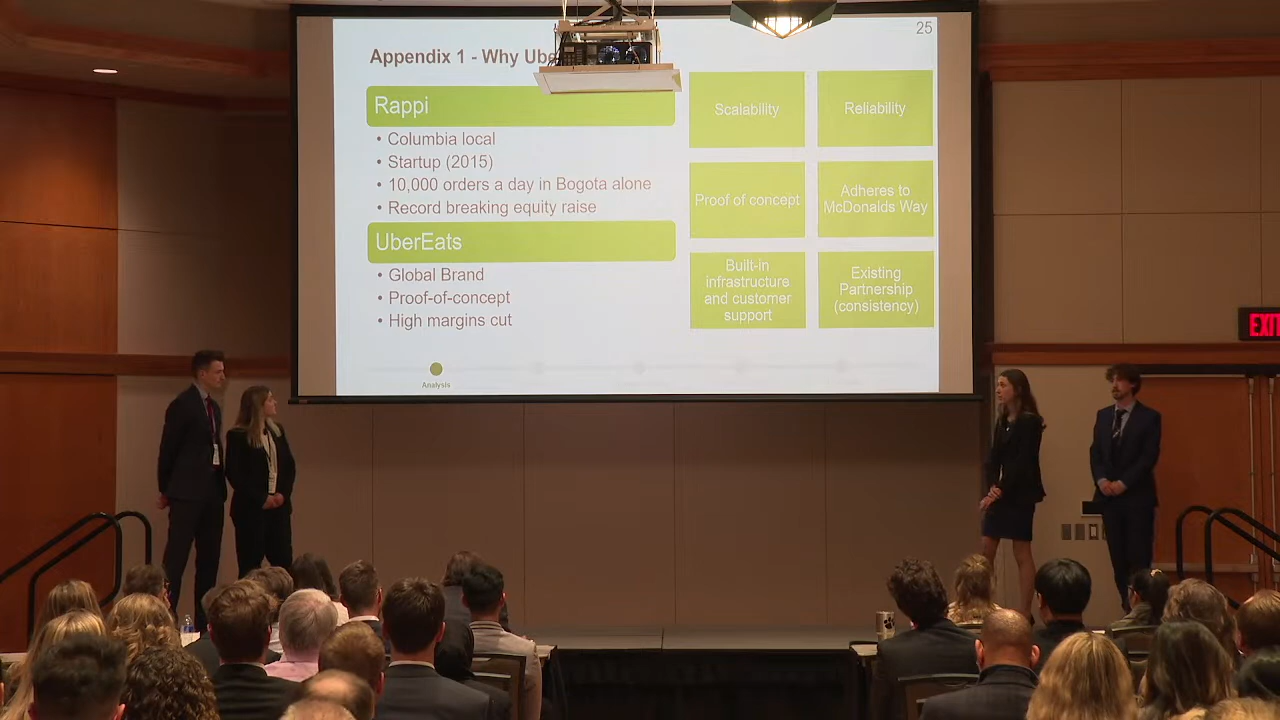 25
Appendix 1 - Why Ube
Rappi
• Columbia local
• Startup (2015)
• 10,000 orders a day in Bogota alone
• Record breaking equity raise
UberEats
• Global Brand
• Proof-of-concept
• High margins cut
Scalability
Reliability
Proof of concept
Adheres to
McDonalds Way
Built-in
infrastructure
and customer
support
Existing
Partnership
(consistency)
Analysis
EXIT